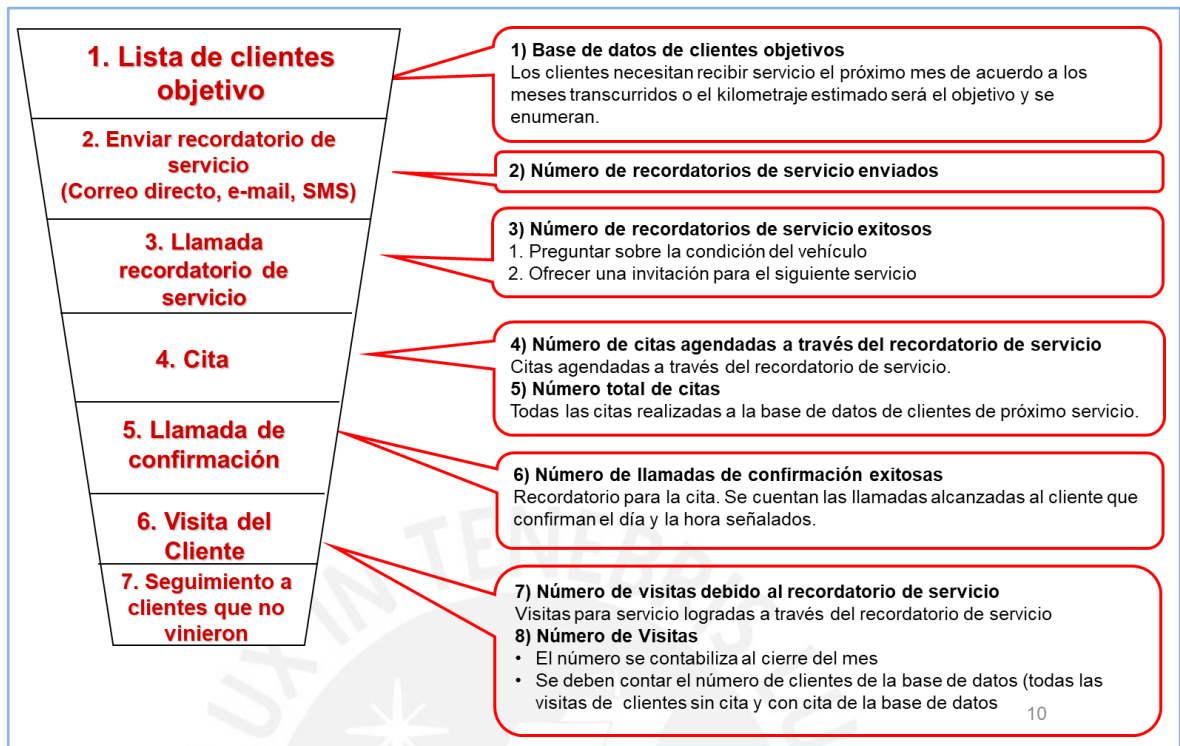 1. Lista de clientes
objetivo
1) Base de datos de clientes objetivos
Los clientes necesitan recibir servicio el próximo mes de acuerdo a los
meses transcurridos o el kilometraje estimado será el objetivo y se
enumeran.
2. Enviar recordatorio de
servicio
(Correo directo, e-mail, SMS)
2) Número de recordatorios de servicio enviados
3. Llamada
recordatorio de
servicio
3) Número de recordatorios de servicio exitosos
1. Preguntar sobre la condición del vehículo
2. Ofrecer una invitación para el siguiente servicio
4. Cita
4) Número de citas agendadas a través del recordatorio de servicio
Citas agendadas a través del recordatorio de servicio.
5) Número total de citas
Todas las citas realizadas a la base de datos de clientes de próximo servicio.
5. Llamada de
confirmación
6) Número de llamadas de confirmación exitosas
Recordatorio para la cita. Se cuentan las llamadas alcanzadas al cliente que
confirman el día y la hora señalados.
6. Visita del
Cliente
7. Seguimiento a
clientes que no
vinieron
7) Número de visitas debido al recordatorio de servicio
Visitas para servicio logradas a través del recordatorio de servicio
8) Número de Visitas
• El número se contabiliza al cierre del mes
• Se deben contar el número de clientes de la base de datos (todas las
visitas de clientes sin cita y con cita de la base de datos
10
IN TENEBRIS